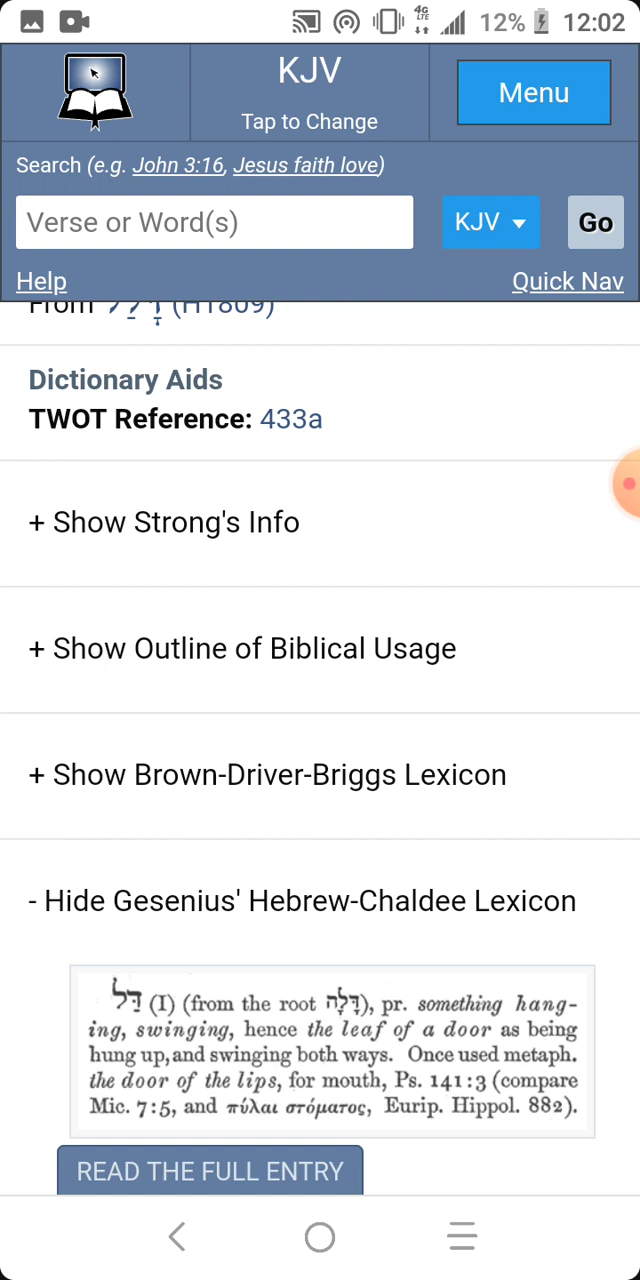 4G
LTE
12%
12:02
KJV
Tap to Change
Menu
Search (e.g. John 3:16, Jesus faith love)
Verse or Word(s)
KJV
Go
Help
Quick Nav
From דָּלַל (H1809)
Dictionary Aids
TWOT Reference: 433a
+ Show Strong's Info
+ Show Outline of Biblical Usage
+ Show Brown-Driver-Briggs Lexicon
- Hide Gesenius' Hebrew-Chaldee Lexicon
דַּל (I) (from the root דָּלָה), pr. something hang-
ing, swinging, hence the leaf of a door as being
hung up, and swinging both ways. Once used metaph.
the door of the lips, for mouth, Ps. 141:3 (compare
Mic. 7:5, and πύλαι στόματος, Eurip. Hippol. 882).
READ THE FULL ENTRY